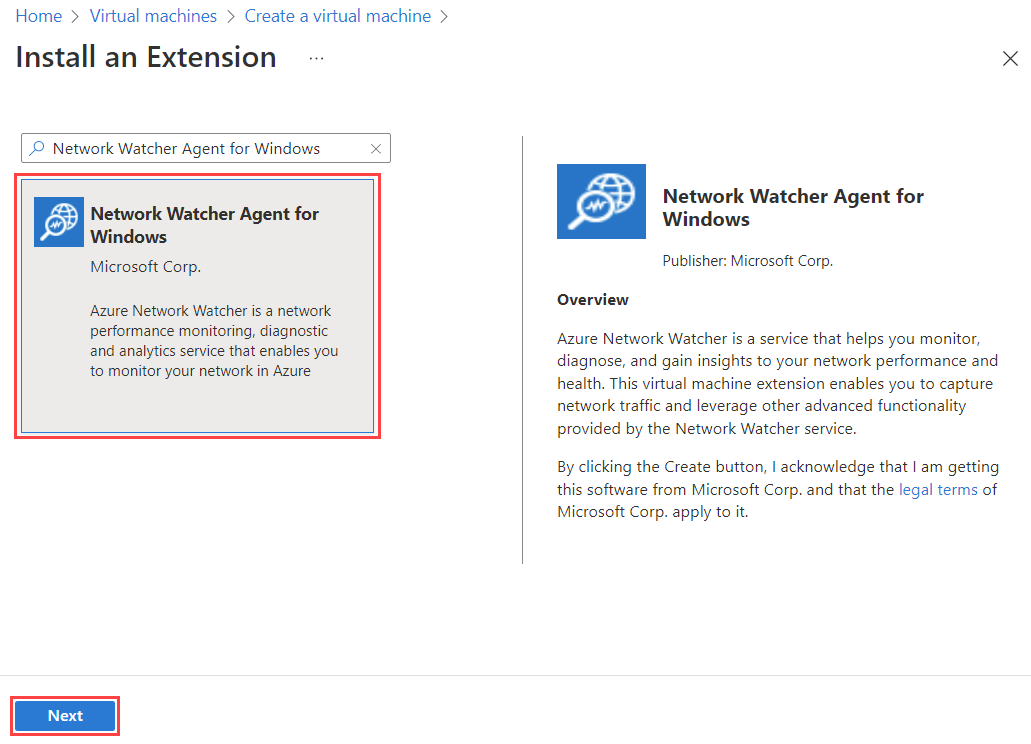 Home > Virtual machines > Create a virtual machine >
Install an Extension ...
Network Watcher Agent for Windows
Network Watcher Agent for
Windows
Microsoft Corp.
Azure Network Watcher is a network
performance monitoring, diagnostic
and analytics service that enables you
to monitor your network in Azure
Network Watcher Agent for
Windows
Publisher: Microsoft Corp.
Overview
Azure Network Watcher is a service that helps you monitor,
diagnose, and gain insights to your network performance and
health. This virtual machine extension enables you to capture
network traffic and leverage other advanced functionality
provided by the Network Watcher service.
By clicking the Create button, I acknowledge that I am getting
this software from Microsoft Corp. and that the legal terms of
Microsoft Corp. apply to it.
Next